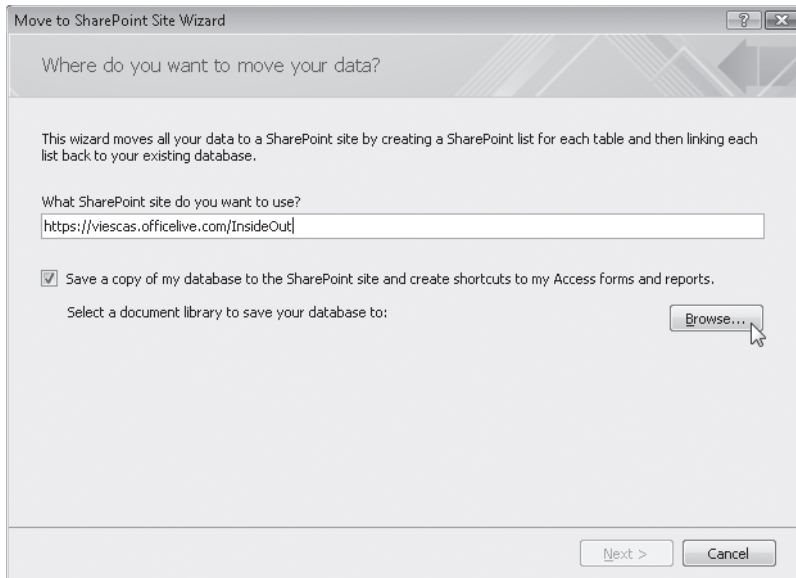 Move to SharePoint Site Wizard
?
Where do you want to move your data?
This wizard moves all your data to a SharePoint site by creating a SharePoint list for each table and then linking each
list back to your existing database.
What SharePoint site do you want to use?
https://viescas.officelive.com/InsideOut
Save a copy of my database to the SharePoint site and create shortcuts to my Access forms and reports.
Select a document library to save your database to:
Browse...
Next >
Cancel